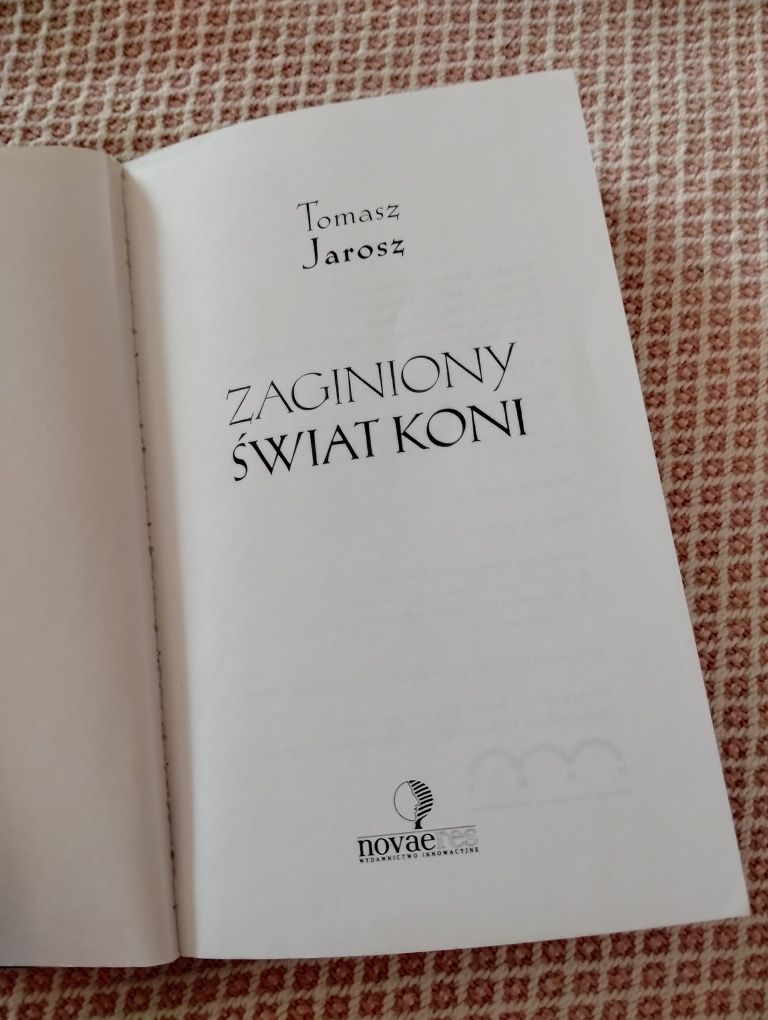 Tomasz
Jarosz
ZAGINIONY
ŚWIAT KONI
novaeres
WYDAWNICTWO INNOWACYJNE